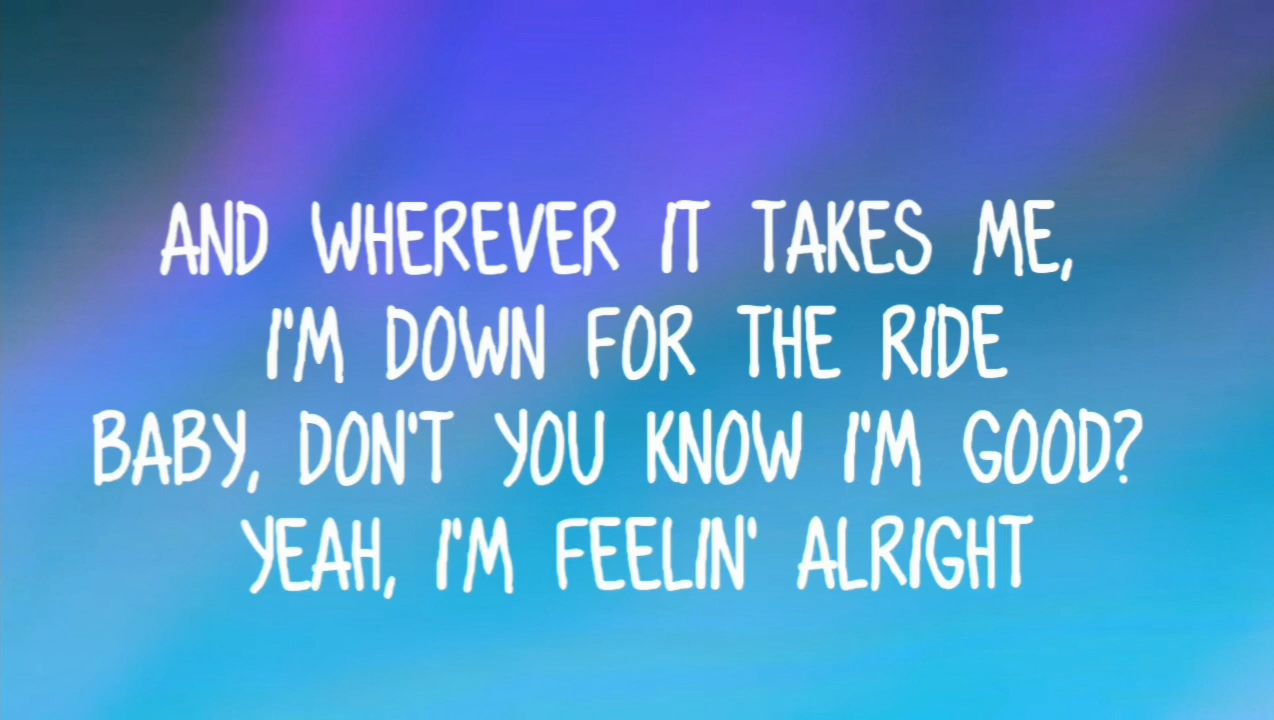 AND WHEREVER IT TAKES ME,
I'M DOWN FOR THE RIDE
BABY, DON'T YOU KNOW I'M GOOD?
YEAH, I'M FEELIN' ALRIGHT